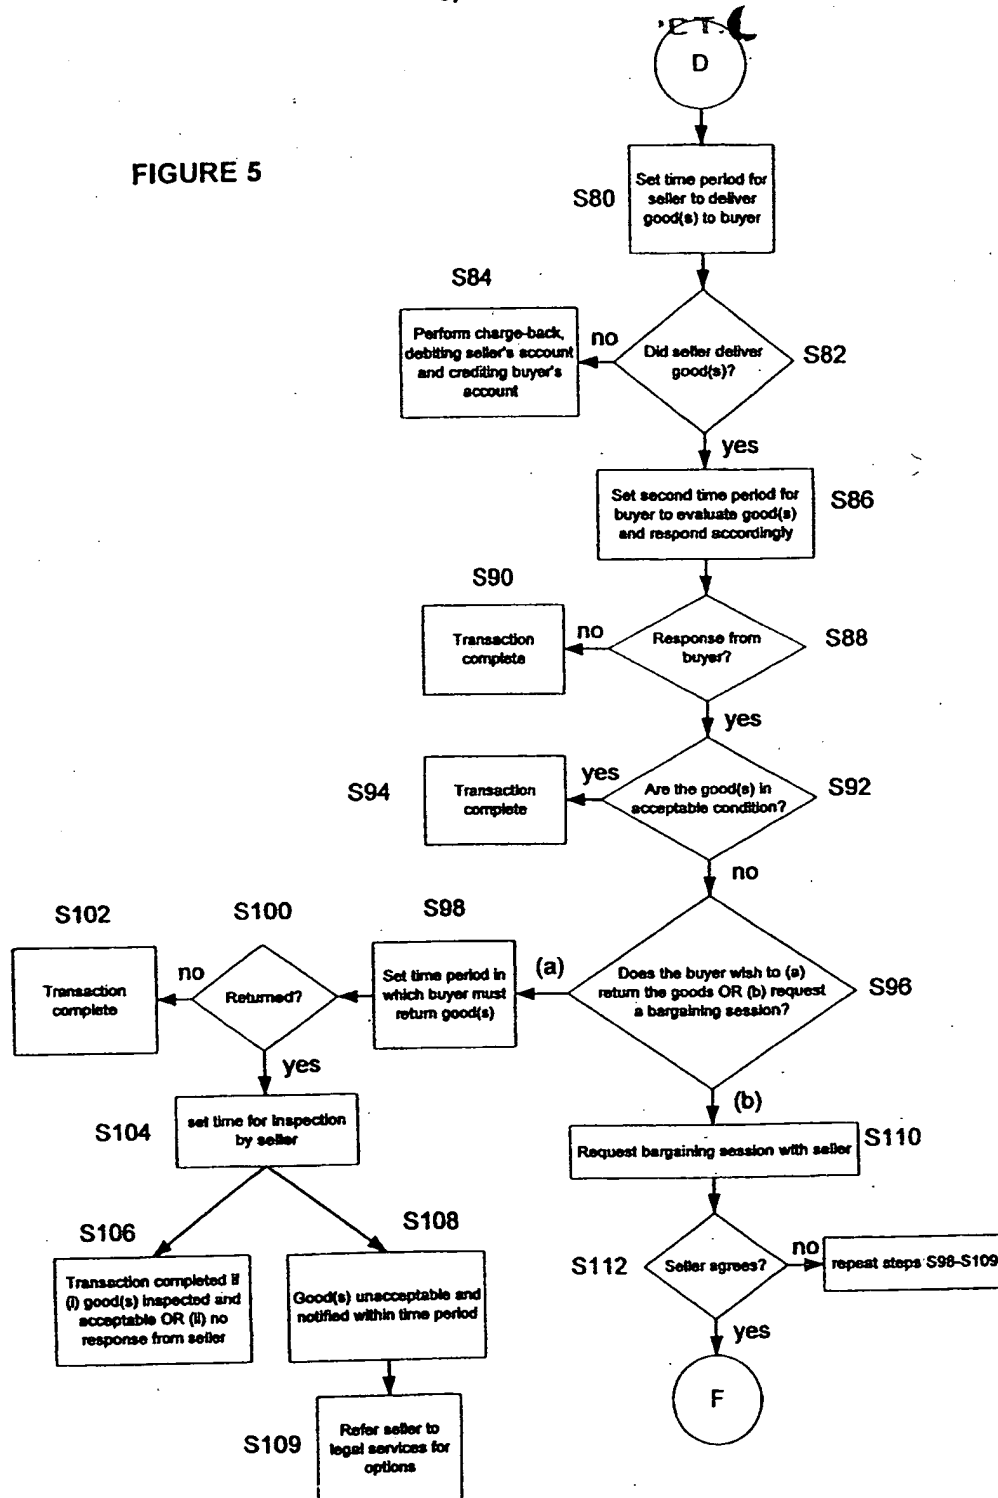 D
FIGURE 5
S80
Set time period for
seller to deliver
good(s) to buyer
S84
Perform charge-back,
debiting seller's account
and crediting buyer's
account
no
Did seller deliver
good(s)?
S82
yes
Set second time period for
buyer to evaluate good(s)
and respond accordingly
S86
S90
Transaction
complete
no
Response from
buyer?
S88
yes
S94
Transaction
complete
yes
Are the good(s) in
acceptable condition?
S92
no
S102
S100
S98
Transaction
complete
no
Returned?
Set time period in
which buyer must
return good(s)
(a)
Does the buyer wish to (a)
return the goods OR (b) request
a bargaining session?
S96
yes
(b)
S104
set time for inspection
by seller
Request bargaining session with seller
S110
S106
S108
Transaction completed if
(i) good(s) inspected and
acceptable OR (ii) no
response from seller
Good(s) unacceptable and
notified within time period
S112
Seller agrees?
no
repeat steps S98-S109
yes
F
S109
Refer seller to
legal services for
options